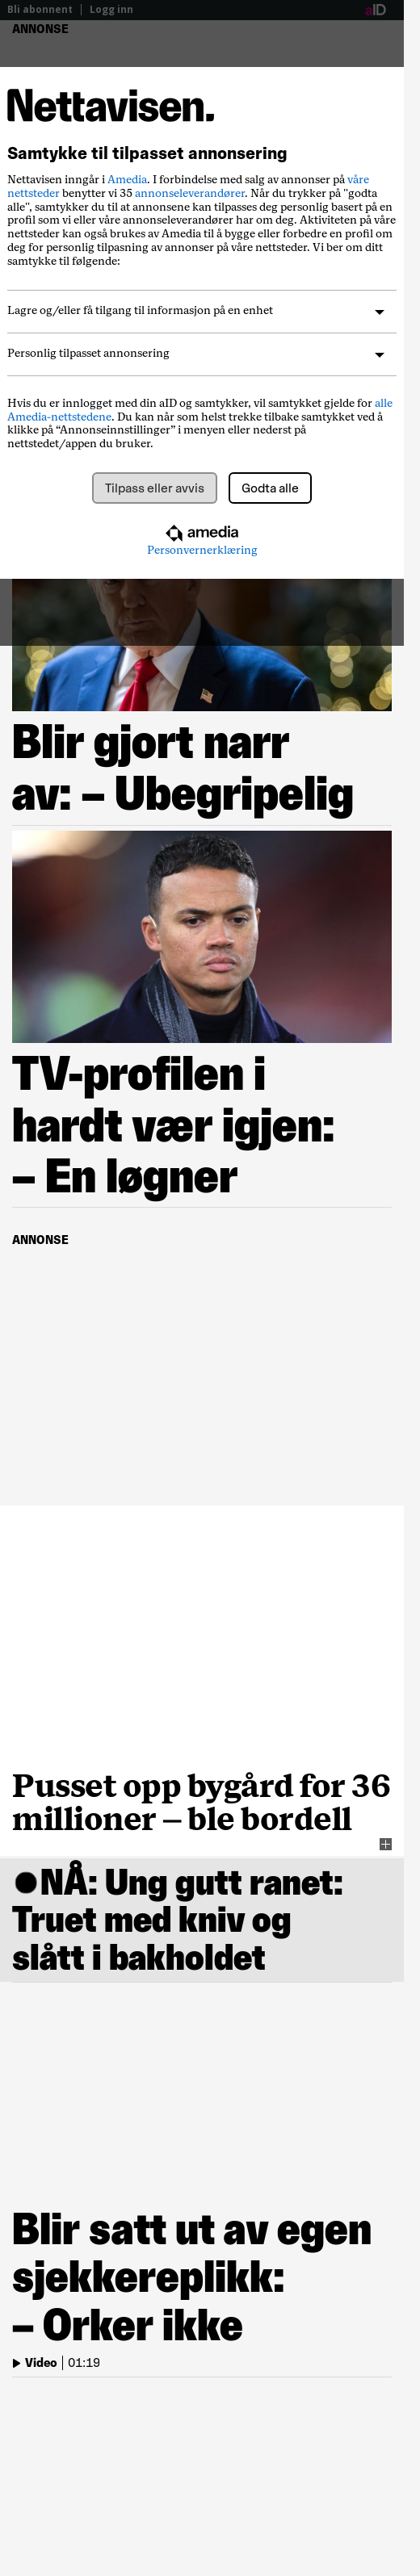 Bli abonnent | Logg inn
aID
ANNONSE
Nettavisen.
Samtykke til tilpasset annonsering
Nettavisen inngår i Amedia. I forbindelse med salg av annonser på våre
nettsteder benytter vi 35 annonseleverandører. Når du trykker på "godta
alle", samtykker du til at annonsene kan tilpasses deg personlig basert på en
profil som vi eller våre annonseleverandører har om deg. Aktiviteten på våre
nettsteder kan også brukes av Amedia til å bygge eller forbedre en profil om
deg for personlig tilpasning av annonser på våre nettsteder. Vi ber om ditt
samtykke til følgende:
Lagre og/eller få tilgang til informasjon på en enhet
Personlig tilpasset annonsering
Hvis du er innlogget med din aID og samtykker, vil samtykket gjelde for alle
Amedia-nettstedene. Du kan når som helst trekke tilbake samtykket ved å
klikke på “Annonseinnstillinger” i menyen eller nederst på
nettstedet/appen du bruker.
Tilpass eller avvis
Godta alle
amedia
Personvernerklæring
Blir gjort narr
av: – Ubegripelig
TV-profilen i
hardt vær igjen:
– En løgner
ANNONSE
Pusset opp bygård for 36
millioner – ble bordell
NÅ: Ung gutt ranet:
Truet med kniv og
slått i bakholdet
Blir satt ut av egen
sjekkereplikk:
– Orker ikke
Video | 01:19